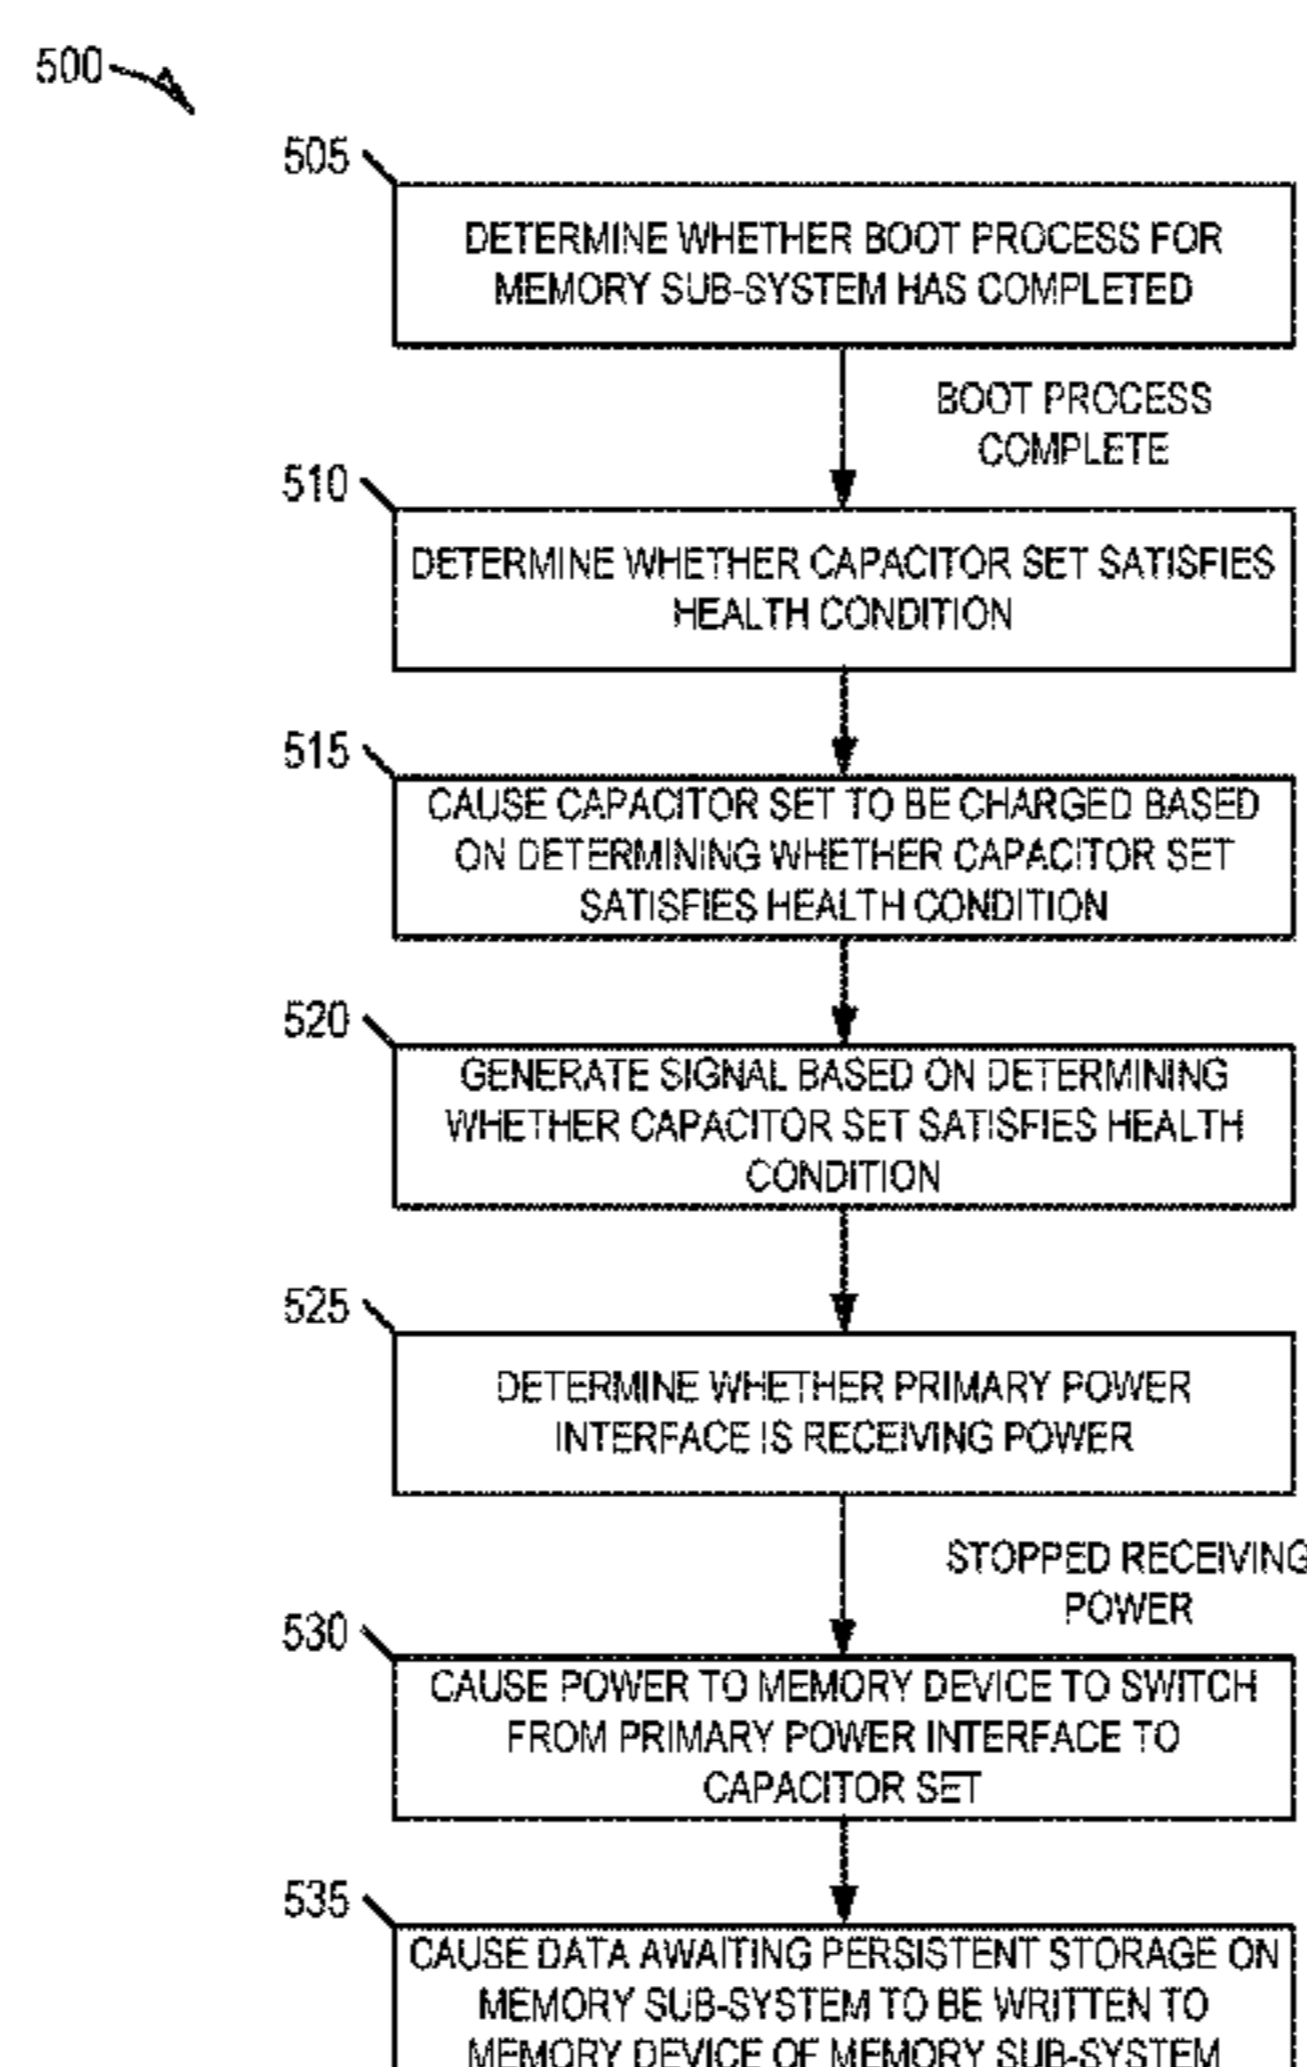 500
505
DETERMINE WHETHER BOOT PROCESS FOR
MEMORY SUB-SYSTEM HAS COMPLETED
BOOT PROCESS
COMPLETE
510
DETERMINE WHETHER CAPACITOR SET SATISFIES
HEALTH CONDITION
515
CAUSE CAPACITOR SET TO BE CHARGED BASED
ON DETERMINING WHETHER CAPACITOR SET
SATISFIES HEALTH CONDITION
520
GENERATE SIGNAL BASED ON DETERMINING
WHETHER CAPACITOR SET SATISFIES HEALTH
CONDITION
525
DETERMINE WHETHER PRIMARY POWER
INTERFACE IS RECEIVING POWER
STOPPED RECEIVING
POWER
530
CAUSE POWER TO MEMORY DEVICE TO SWITCH
FROM PRIMARY POWER INTERFACE TO
CAPACITOR SET
535
CAUSE DATA AWAITING PERSISTENT STORAGE ON
MEMORY SUB-SYSTEM TO BE WRITTEN TO
MEMORY DEVICE OF MEMORY SUB-SYSTEM